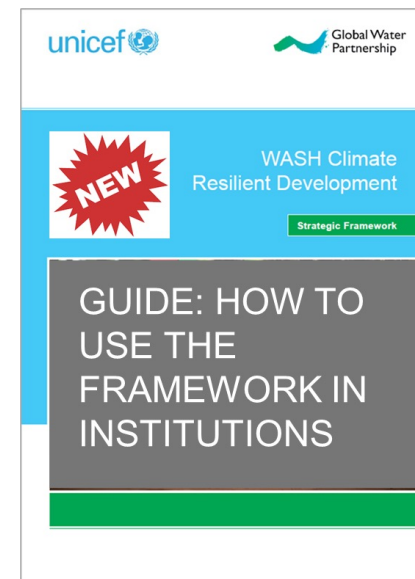 unicef
Global Water
Partnership
NEW
WASH Climate
Resilient Development
Strategic Framework
GUIDE: HOW TO
USE THE
FRAMEWORK IN
INSTITUTIONS